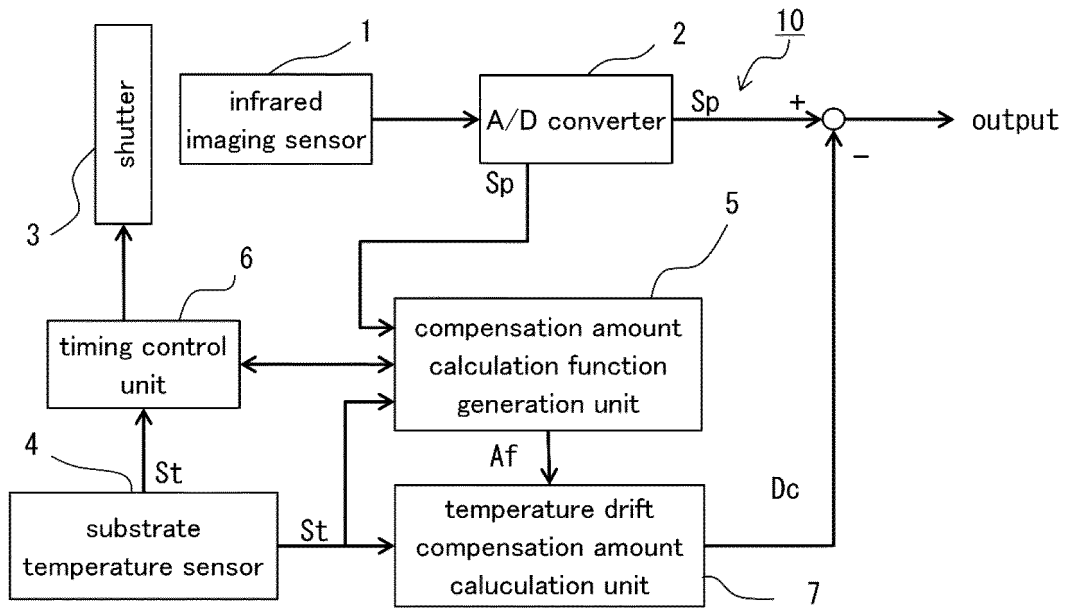 1
2
10
shutter
infrared
imaging sensor
A/D converter
Sp
+
output
−
Sp
3
5
6
timing control
unit
compensation amount
calculation function
generation unit
4
St
Af
substrate
temperature sensor
St
temperature drift
compensation amount
caluculation unit
Dc
7